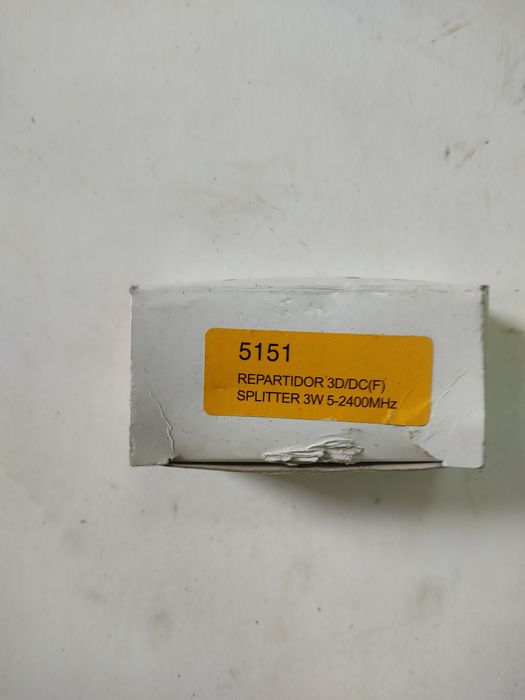 5151
REPARTIDOR 3D/DC(F)
SPLITTER 3W 5-2400MHz